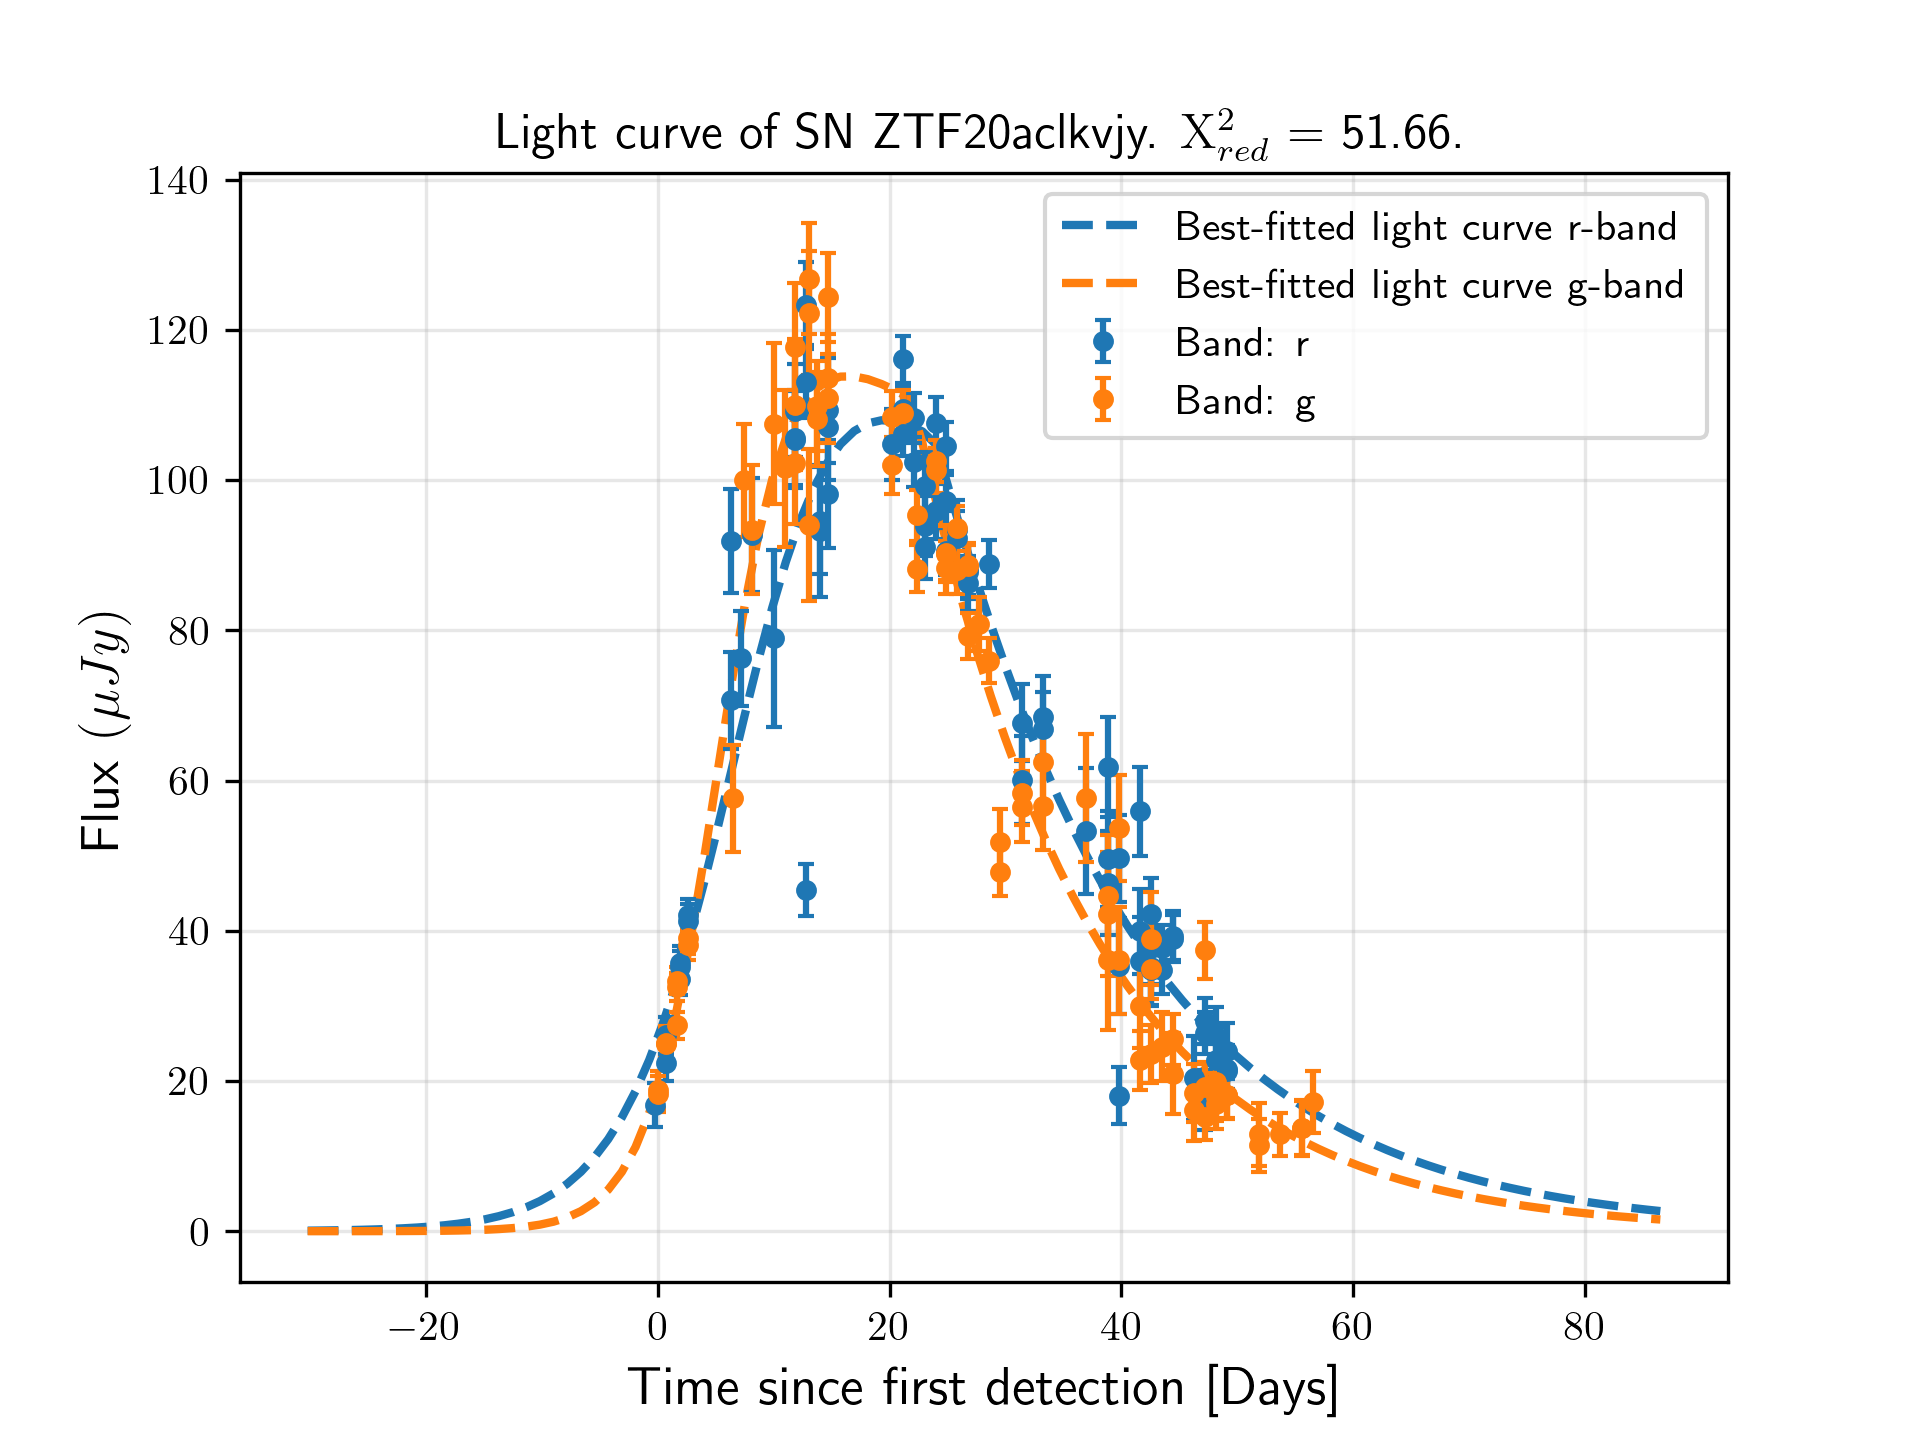 Light curve of SN ZTF20aclkvjy. X²_red = 51.66.
140
120
100
80
60
40
20
0
Flux (μJy)
−20 0 20 40 60 80
Time since first detection [Days]
Best-fitted light curve r-band
Best-fitted light curve g-band
Band: r
Band: g